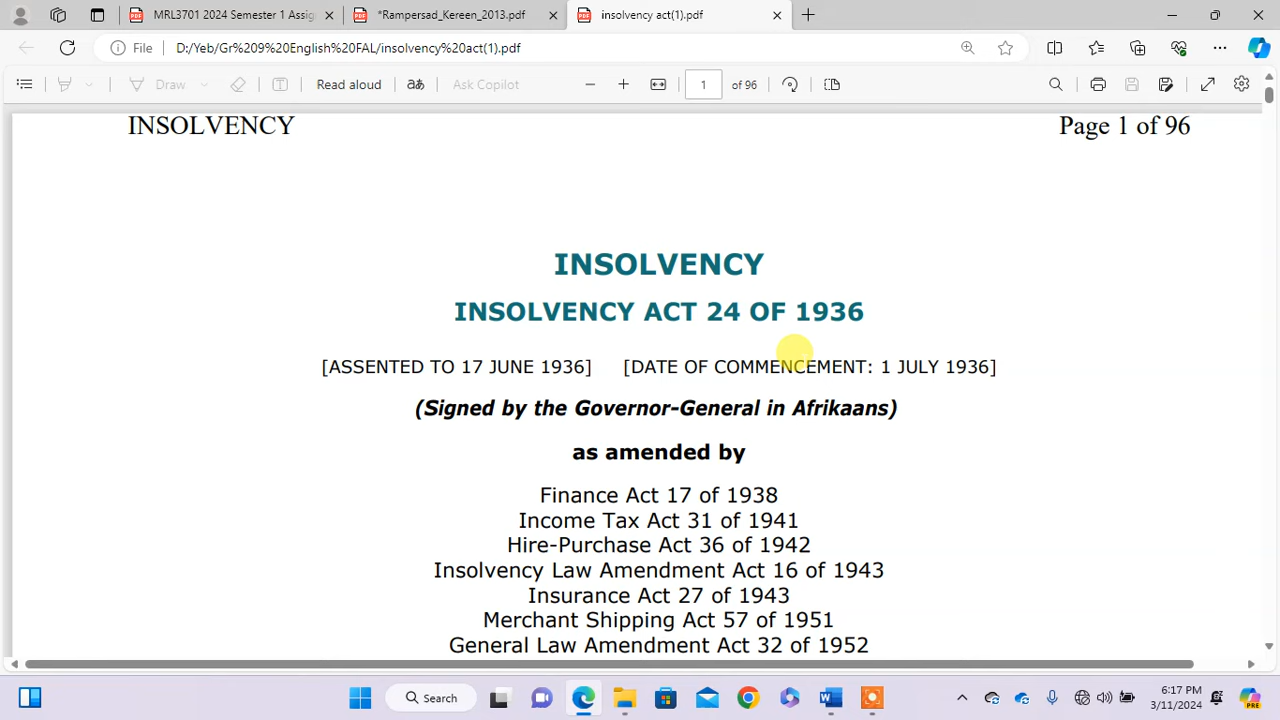 MRL3701 2024 Semester 1 Assig
*Rampersad_Kereen_2013.pdf
insolvency act(1).pdf
File
D:/Yeb/Gr%209%20English%20FAL/insolvency%20act(1).pdf
Draw
Read aloud
aあ
Ask Copilot
1 of 96
INSOLVENCY
Page 1 of 96
INSOLVENCY
INSOLVENCY ACT 24 OF 1936
[ASSENTED TO 17 JUNE 1936] [DATE OF COMMENCEMENT: 1 JULY 1936]
(Signed by the Governor-General in Afrikaans)
as amended by
Finance Act 17 of 1938
Income Tax Act 31 of 1941
Hire-Purchase Act 36 of 1942
Insolvency Law Amendment Act 16 of 1943
Insurance Act 27 of 1943
Merchant Shipping Act 57 of 1951
General Law Amendment Act 32 of 1952
Search
6:17 PM
3/11/2024